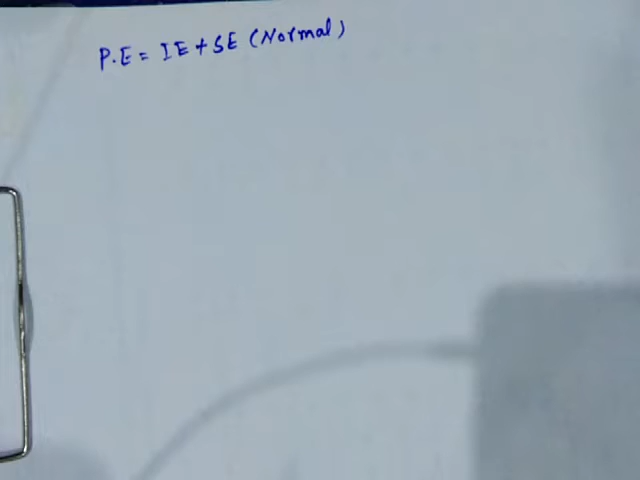 P.E = IE + SE (Normal)